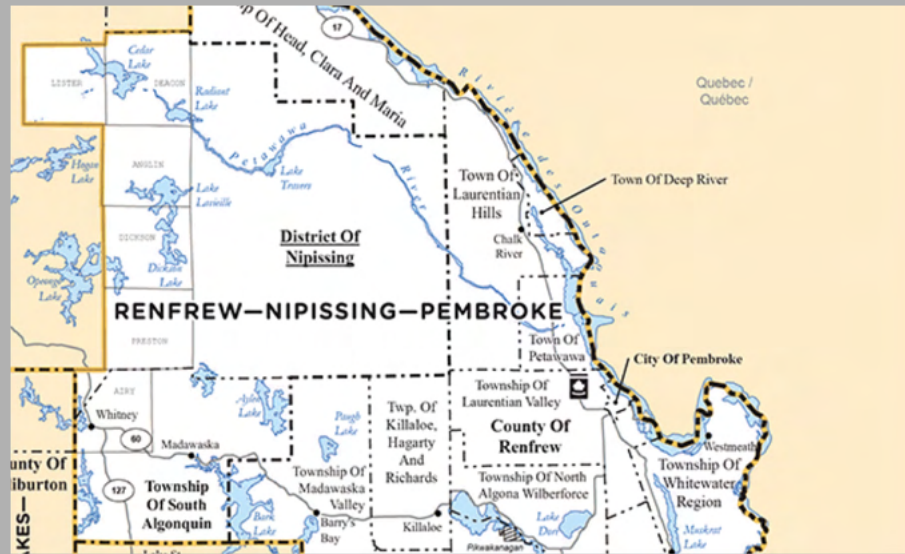 p Of Head, Clara And Maria
17
Rivière des Outaouais
Quebec /
Québec
Cedar
Lake
LISTER
DEACON
Radiant
Lake
Petawawa River
Hogan
Lake
ANGLIN
Lake
Lavieille
Lake
Travers
Town Of
Laurentian
Hills
Town Of Deep River
DICKSON
Dickson
Lake
District Of
Nipissing
Chalk
River
Opeongo
Lake
RENFREW—NIPISSING—PEMBROKE
PRESTON
Town Of
Petawawa
City Of Pembroke
AIRY
Aylen
Lake
Paugh
Lake
Twp. Of
Killaloe,
Hagarty
And
Richards
Township Of
Laurentian Valley
County Of
Renfrew
Whitney
60
Madawaska
Westmeath
Township Of
Whitewater
Region
unty Of
liburton
127
Township
Of South
Algonquin
Township Of
Madawaska
Valley
Township Of North
Algona Wilberforce
Bark
Lake
Barry's
Bay
Killaloe
Lake
Dore
Pikwakanagan
Muskrat
Lake
AKES—